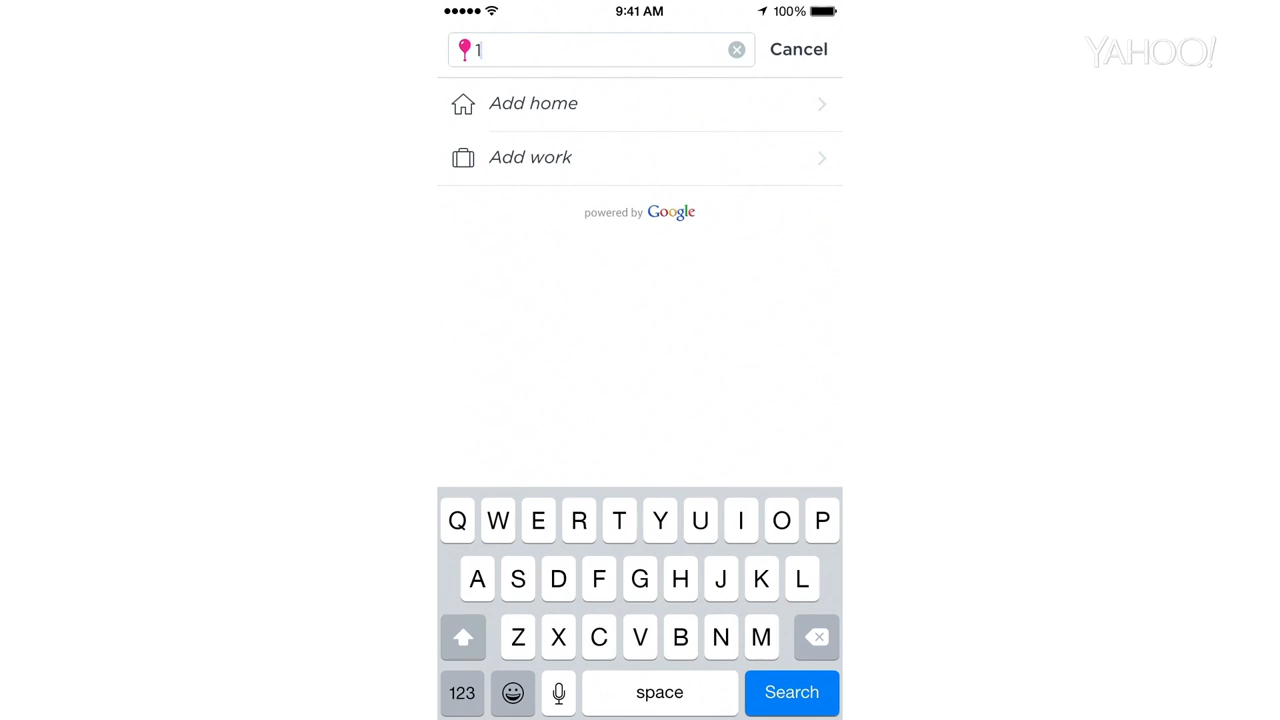 9:41 AM 100%
1 Cancel
YAHOO!
Add home
Add work
powered by Google
Q W E R T Y U I O P
A S D F G H J K L
Z X C V B N M
123 space Search